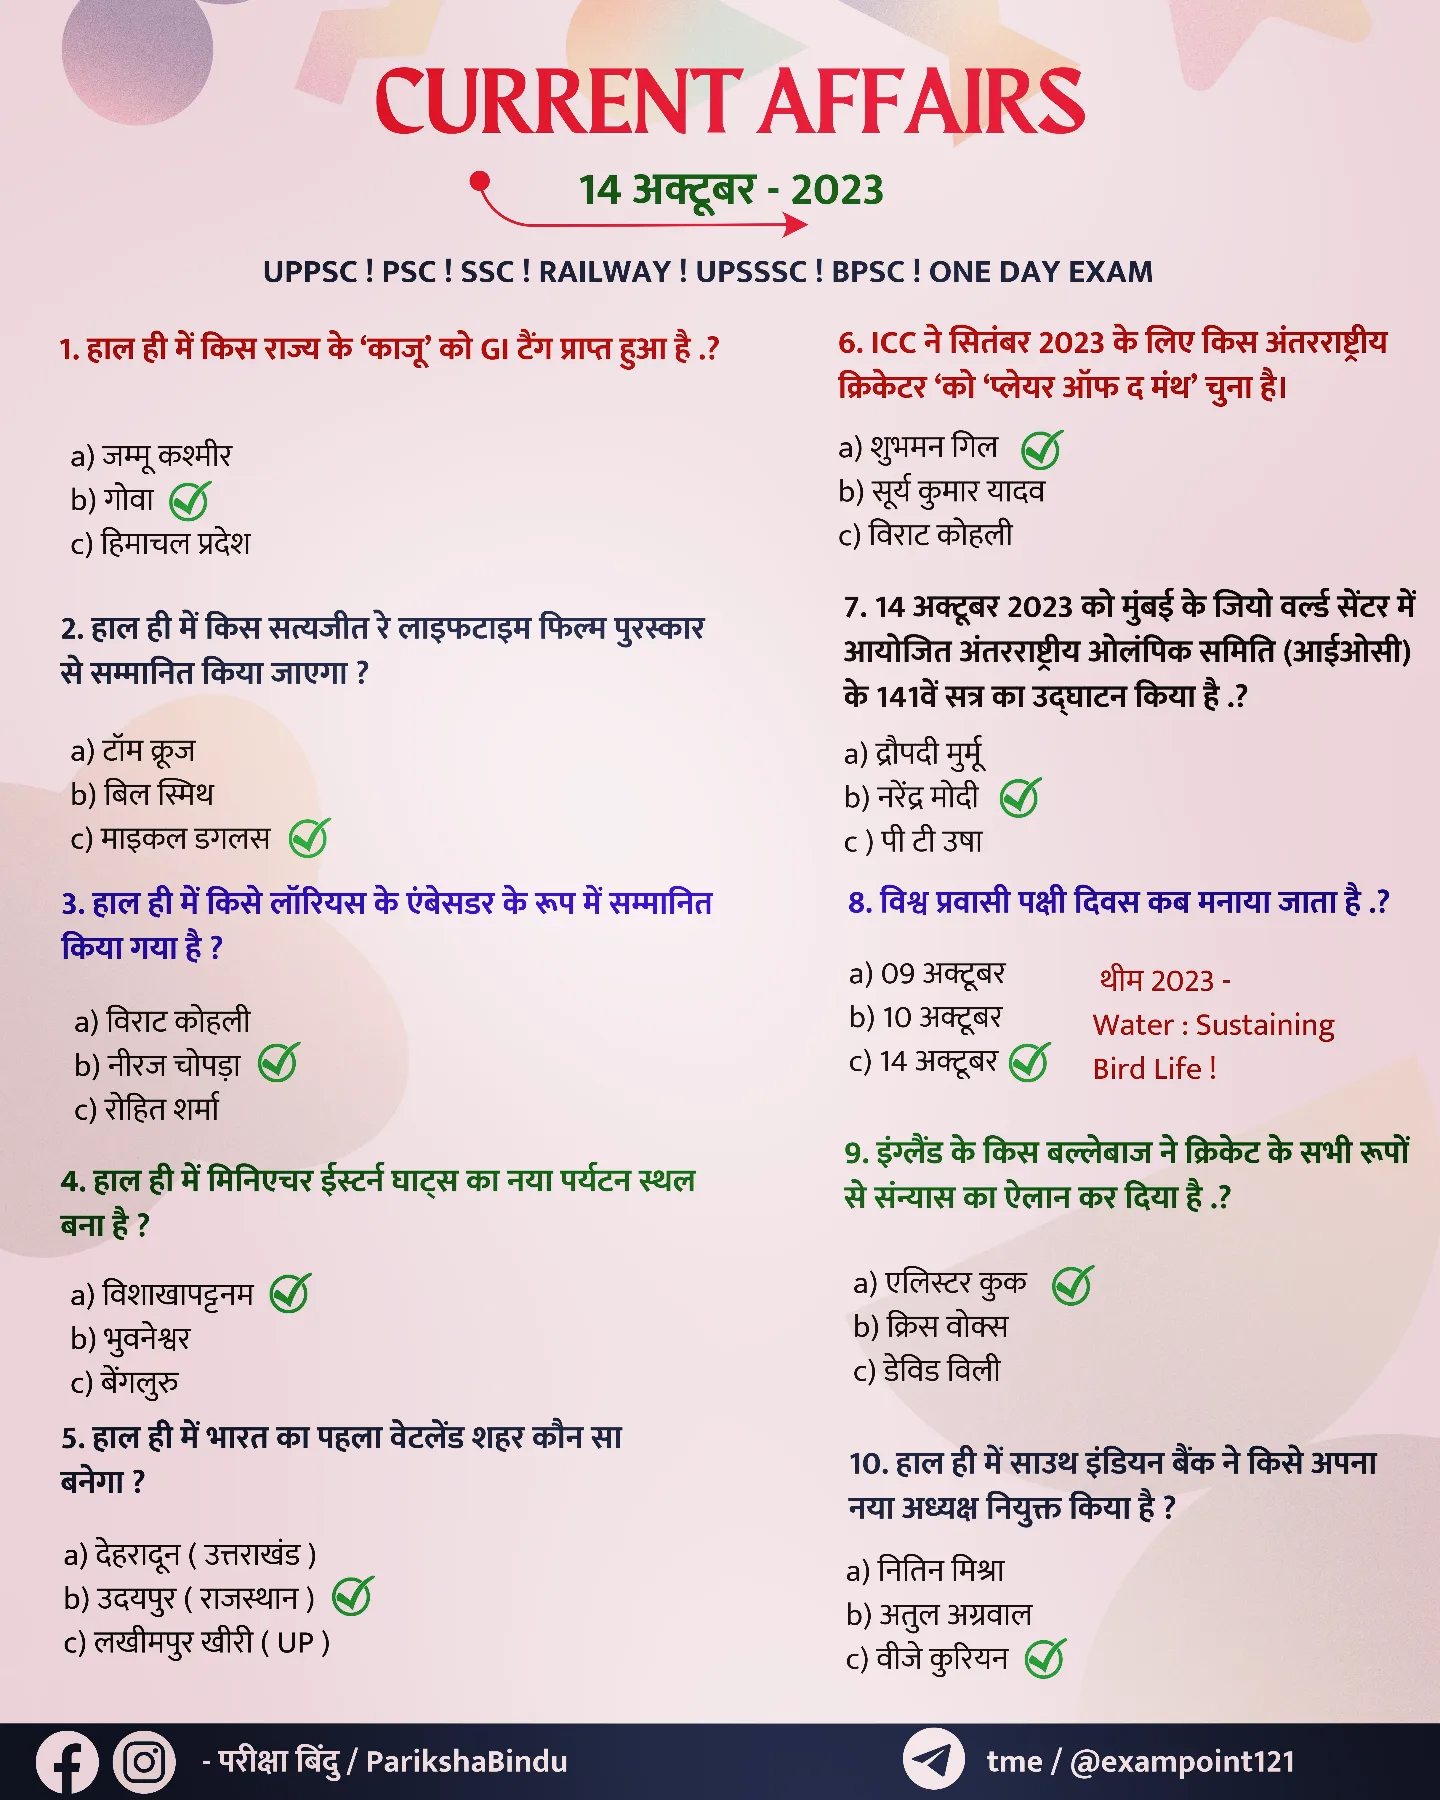 CURRENT AFFAIRS
14 अक्टूबर - 2023
UPPSC ! PSC ! SSC ! RAILWAY ! UPSSSC ! BPSC ! ONE DAY EXAM
1. हाल ही में किस राज्य के ‘काजू’ को GI टैंग प्राप्त हुआ है .?
a) जम्मू कश्मीर
b) गोवा
c) हिमाचल प्रदेश
2. हाल ही में किस सत्यजीत रे लाइफटाइम फिल्म पुरस्कार
से सम्मानित किया जाएगा ?
a) टॉम क्रूज
b) बिल स्मिथ
c) माइकल डगलस
3. हाल ही में किसे लॉरियस के एंबेसडर के रूप में सम्मानित
किया गया है ?
a) विराट कोहली
b) नीरज चोपड़ा
c) रोहित शर्मा
4. हाल ही में मिनिएचर ईस्टर्न घाट्स का नया पर्यटन स्थल
बना है ?
a) विशाखापट्टनम
b) भुवनेश्वर
c) बेंगलुरु
5. हाल ही में भारत का पहला वेटलेंड शहर कौन सा
बनेगा ?
a) देहरादून ( उत्तराखंड )
b) उदयपुर ( राजस्थान )
c) लखीमपुर खीरी ( UP )
6. ICC ने सितंबर 2023 के लिए किस अंतरराष्ट्रीय
क्रिकेटर ‘को ‘प्लेयर ऑफ द मंथ’ चुना है।
a) शुभमन गिल
b) सूर्य कुमार यादव
c) विराट कोहली
7. 14 अक्टूबर 2023 को मुंबई के जियो वर्ल्ड सेंटर में
आयोजित अंतरराष्ट्रीय ओलंपिक समिति (आईओसी)
के 141वें सत्र का उद्घाटन किया है .?
a) द्रौपदी मुर्मू
b) नरेंद्र मोदी
c ) पी टी उषा
8. विश्व प्रवासी पक्षी दिवस कब मनाया जाता है .?
a) 09 अक्टूबर
b) 10 अक्टूबर
c) 14 अक्टूबर
थीम 2023 -
Water : Sustaining
Bird Life !
9. इंग्लैंड के किस बल्लेबाज ने क्रिकेट के सभी रूपों
से संन्यास का ऐलान कर दिया है .?
a) एलिस्टर कुक
b) क्रिस वोक्स
c) डेविड विली
10. हाल ही में साउथ इंडियन बैंक ने किसे अपना
नया अध्यक्ष नियुक्त किया है ?
a) नितिन मिश्रा
b) अतुल अग्रवाल
c) वीजे कुरियन
- परीक्षा बिंदु / ParikshaBindu
tme / @exampoint121